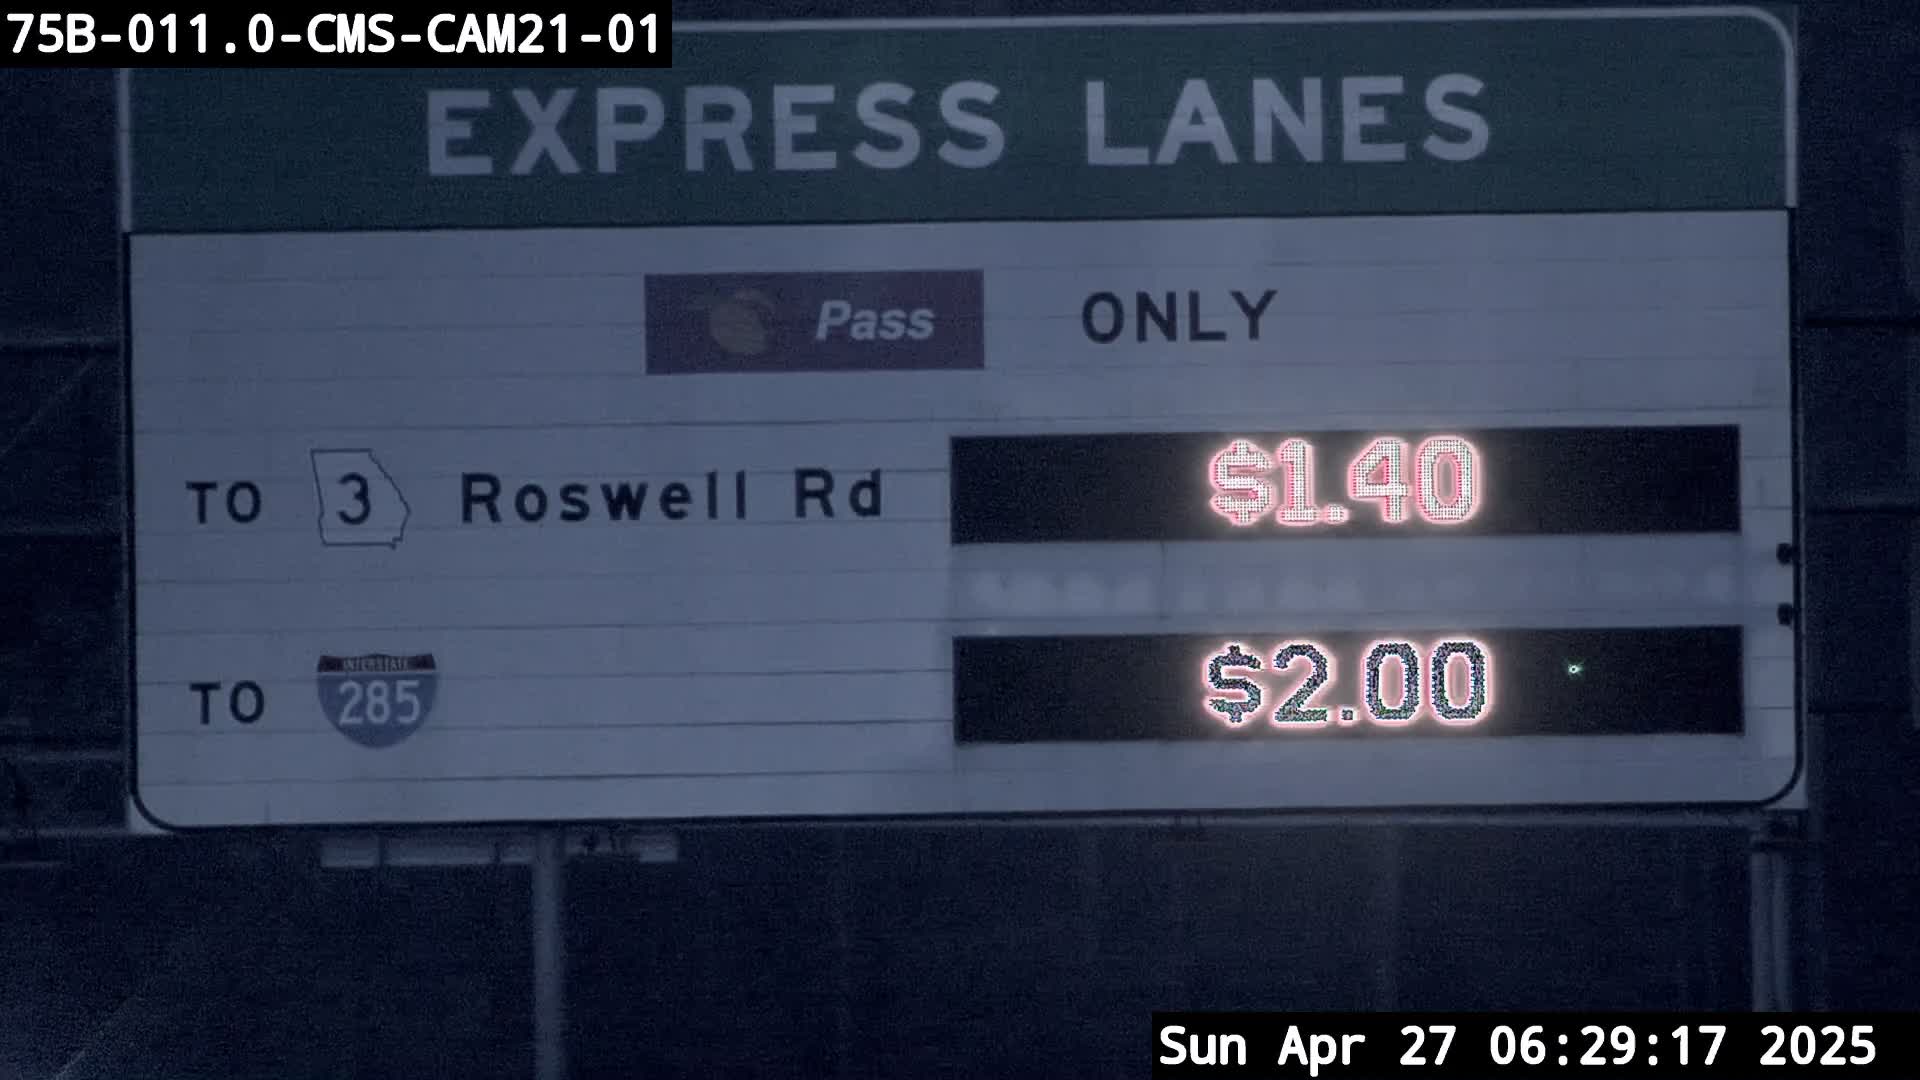 75B-011.0-CMS-CAM21-01
EXPRESS LANES
Pass ONLY
TO 3 Roswell Rd $1.40
TO INTERSTATE 285 $2.00
Sun Apr 27 06:29:17 2025